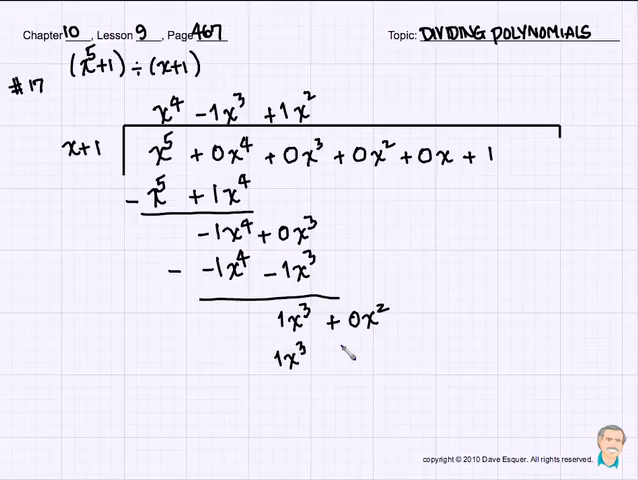 Chapter 10, Lesson 9, Page 467 Topic: DIVIDING POLYNOMIALS
#17 (x⁵+1) ÷ (x+1)
x⁴ -1x³ +1x²
x+1 x⁵ +0x⁴ +0x³ +0x² +0x +1
- x⁵ +1x⁴
-1x⁴ +0x³
- -1x⁴ -1x³
1x³ +0x²
1x³
copyright © 2010 Dave Esquer. All rights reserved.